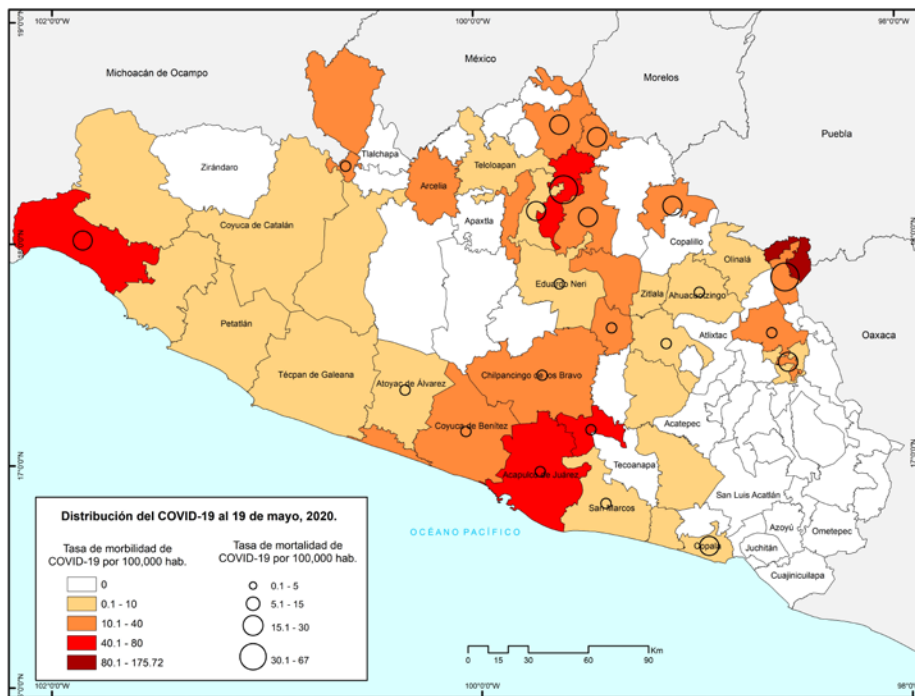 102°0'0"W
100°0'0"W
98°0'0"W
19°0'0"N
Michoacán de Ocampo
México
Morelos
Puebla
Oaxaca
Zirándaro
Tlalchapa
Arcelia
Telcloapan
Coyuca de Catalán
Apaxtla
Copalillo
18°0'0"N
Olinalá
Eduardo Neri
Zitlala
Ahuacuotzingo
Petatlán
Atlixtac
Técpan de Galeana
Atoyac de Álvarez
Chilpancingo de los Bravo
Coyuca de Benítez
Acatepec
17°0'0"N
17°0'0"N
Acapulco de Juárez
Tecoanapa
San Luis Acatlán
San Marcos
Azoyú
Ometepec
Copala
Juchitán
Cuajinicuilapa
OCÉANO PACÍFICO
Distribución del COVID-19 al 19 de mayo, 2020.
Tasa de morbilidad de
COVID-19 por 100,000 hab.
0
0.1 - 10
10.1 - 40
40.1 - 80
80.1 - 175.72
Tasa de mortalidad de
COVID-19 por 100,000 hab.
0.1 - 5
5.1 - 15
15.1 - 30
30.1 - 67
Km
0 10 15 30 60 90
102°0'0"W
100°0'0"W